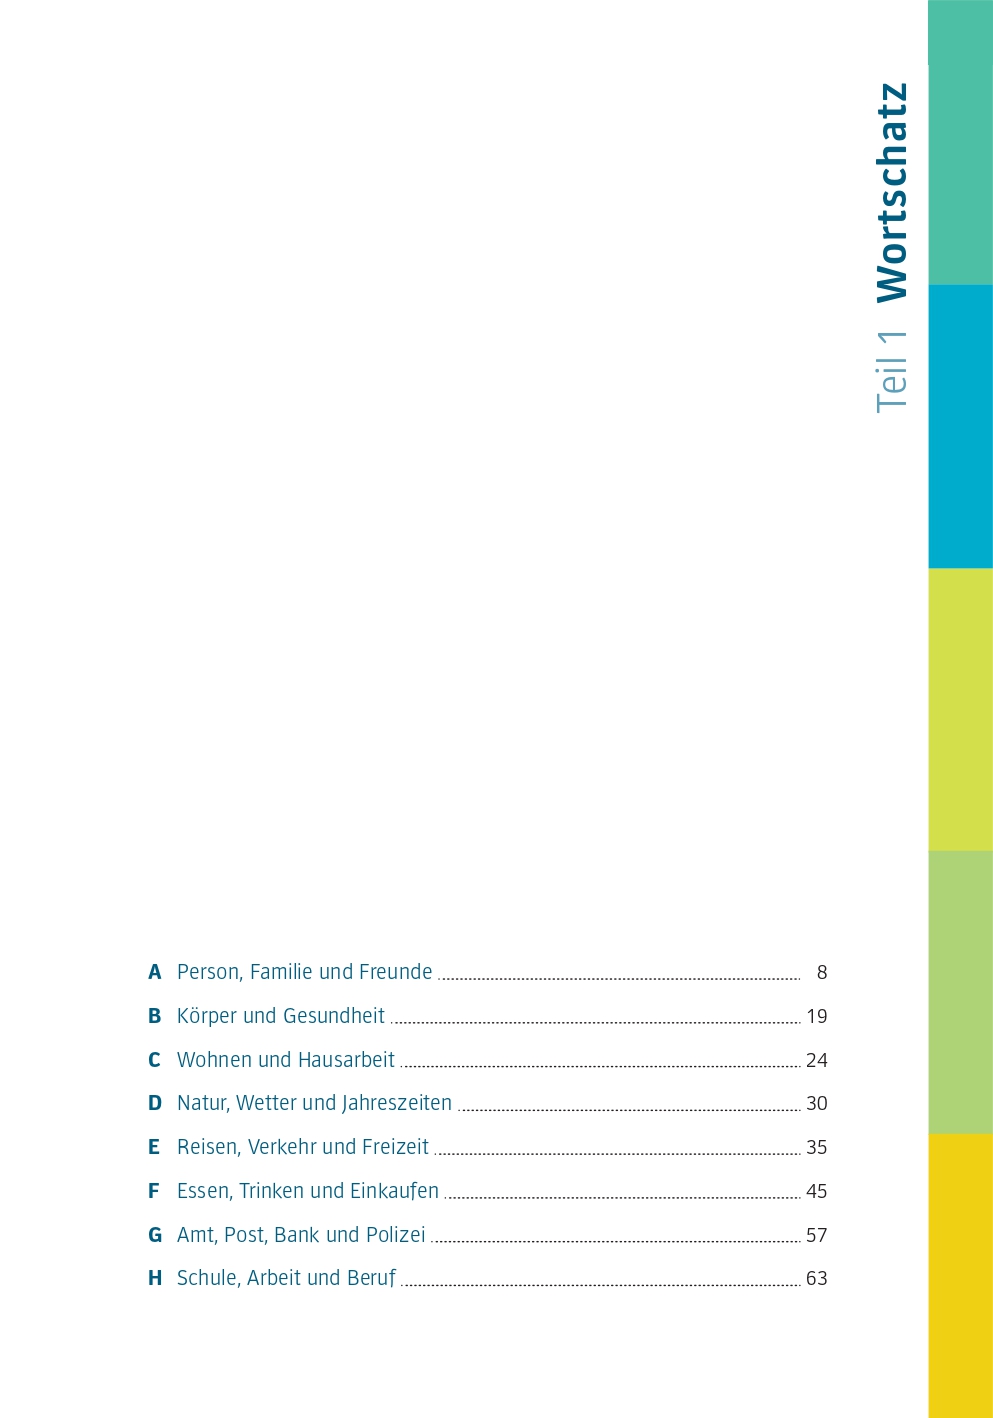 Teil 1 Wortschatz
A Person, Familie und Freunde 8
B Körper und Gesundheit 19
C Wohnen und Hausarbeit 24
D Natur, Wetter und Jahreszeiten 30
E Reisen, Verkehr und Freizeit 35
F Essen, Trinken und Einkaufen 45
G Amt, Post, Bank und Polizei 57
H Schule, Arbeit und Beruf 63